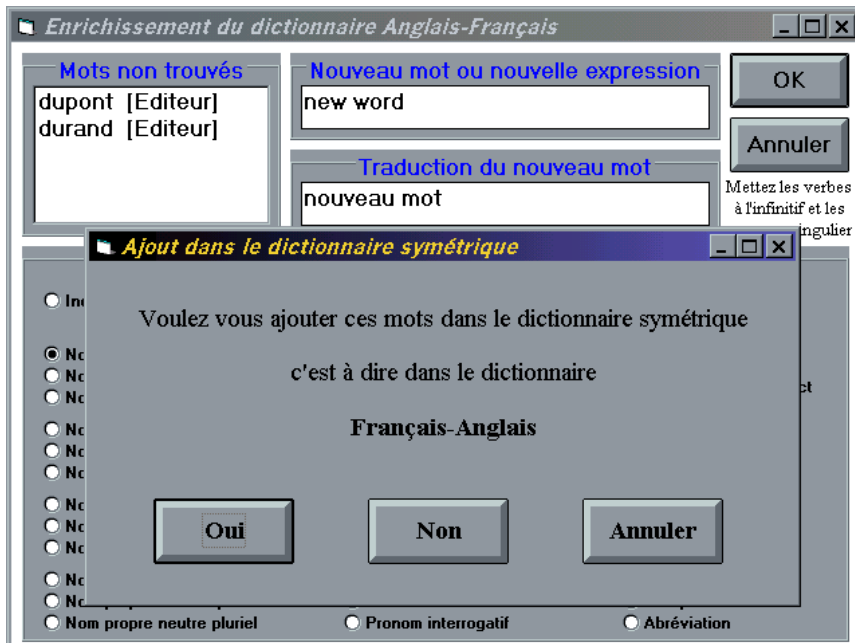 Enrichissement du dictionnaire Anglais-Français
Mots non trouvés
dupont [Editeur]
durand [Editeur]
Nouveau mot ou nouvelle expression
new word
Traduction du nouveau mot
nouveau mot
OK
Annuler
Mettez les verbes
à l'infinitif et les
Ajout dans le dictionnaire symétrique
Voulez vous ajouter ces mots dans le dictionnaire symétrique
c'est à dire dans le dictionnaire
Français-Anglais
Oui
Non
Annuler
Nom propre neutre pluriel
Pronom interrogatif
Abréviation